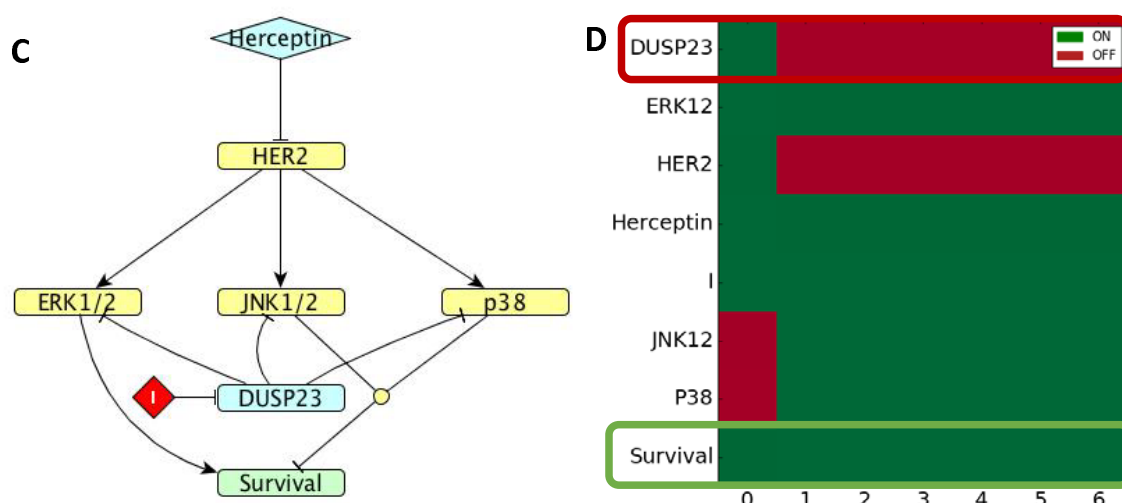 C
Herceptin
HER2
ERK1/2
JNK1/2
p38
I
DUSP23
Survival
D
DUSP23
ON
OFF
ERK12
HER2
Herceptin
I
JNK12
P38
Survival
0 1 2 3 4 5 6